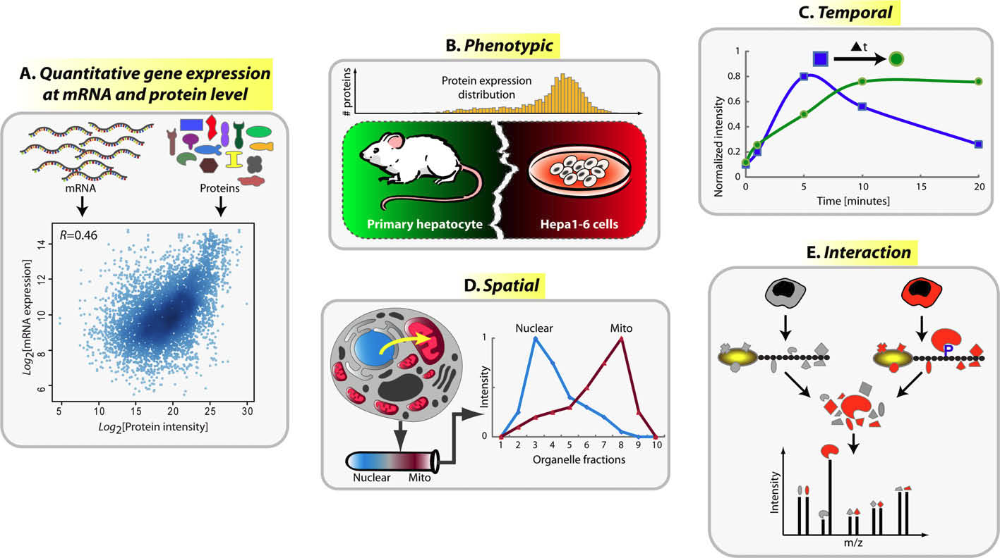 A. Quantitative gene expression
at mRNA and protein level
mRNA
Proteins
R=0.46
Log2[mRNA expression]
14
12
10
8
6
5
10
15
20
25
30
Log2[Protein intensity]
B. Phenotypic
# proteins
Protein expression
distribution
Primary hepatocyte
Hepa1-6 cells
C. Temporal
▲t
Normalized intensity
1
0.8
0.6
0.4
0.2
0
0
5
10
15
20
Time [minutes]
D. Spatial
Nuclear
Mito
Intensity
1
0
1
2
3
4
5
6
7
8
9
10
Organelle fractions
Nuclear
Mito
E. Interaction
P
Intensity
m/z